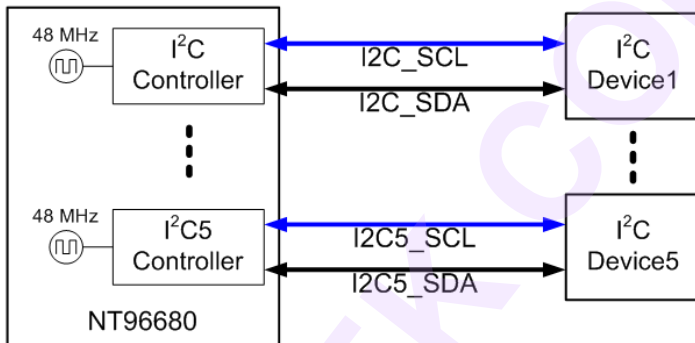 48 MHz
I²C
Controller
I2C_SCL
I2C_SDA
I²C
Device1
48 MHz
I²C5
Controller
I2C5_SCL
I2C5_SDA
I²C
Device5
NT96680